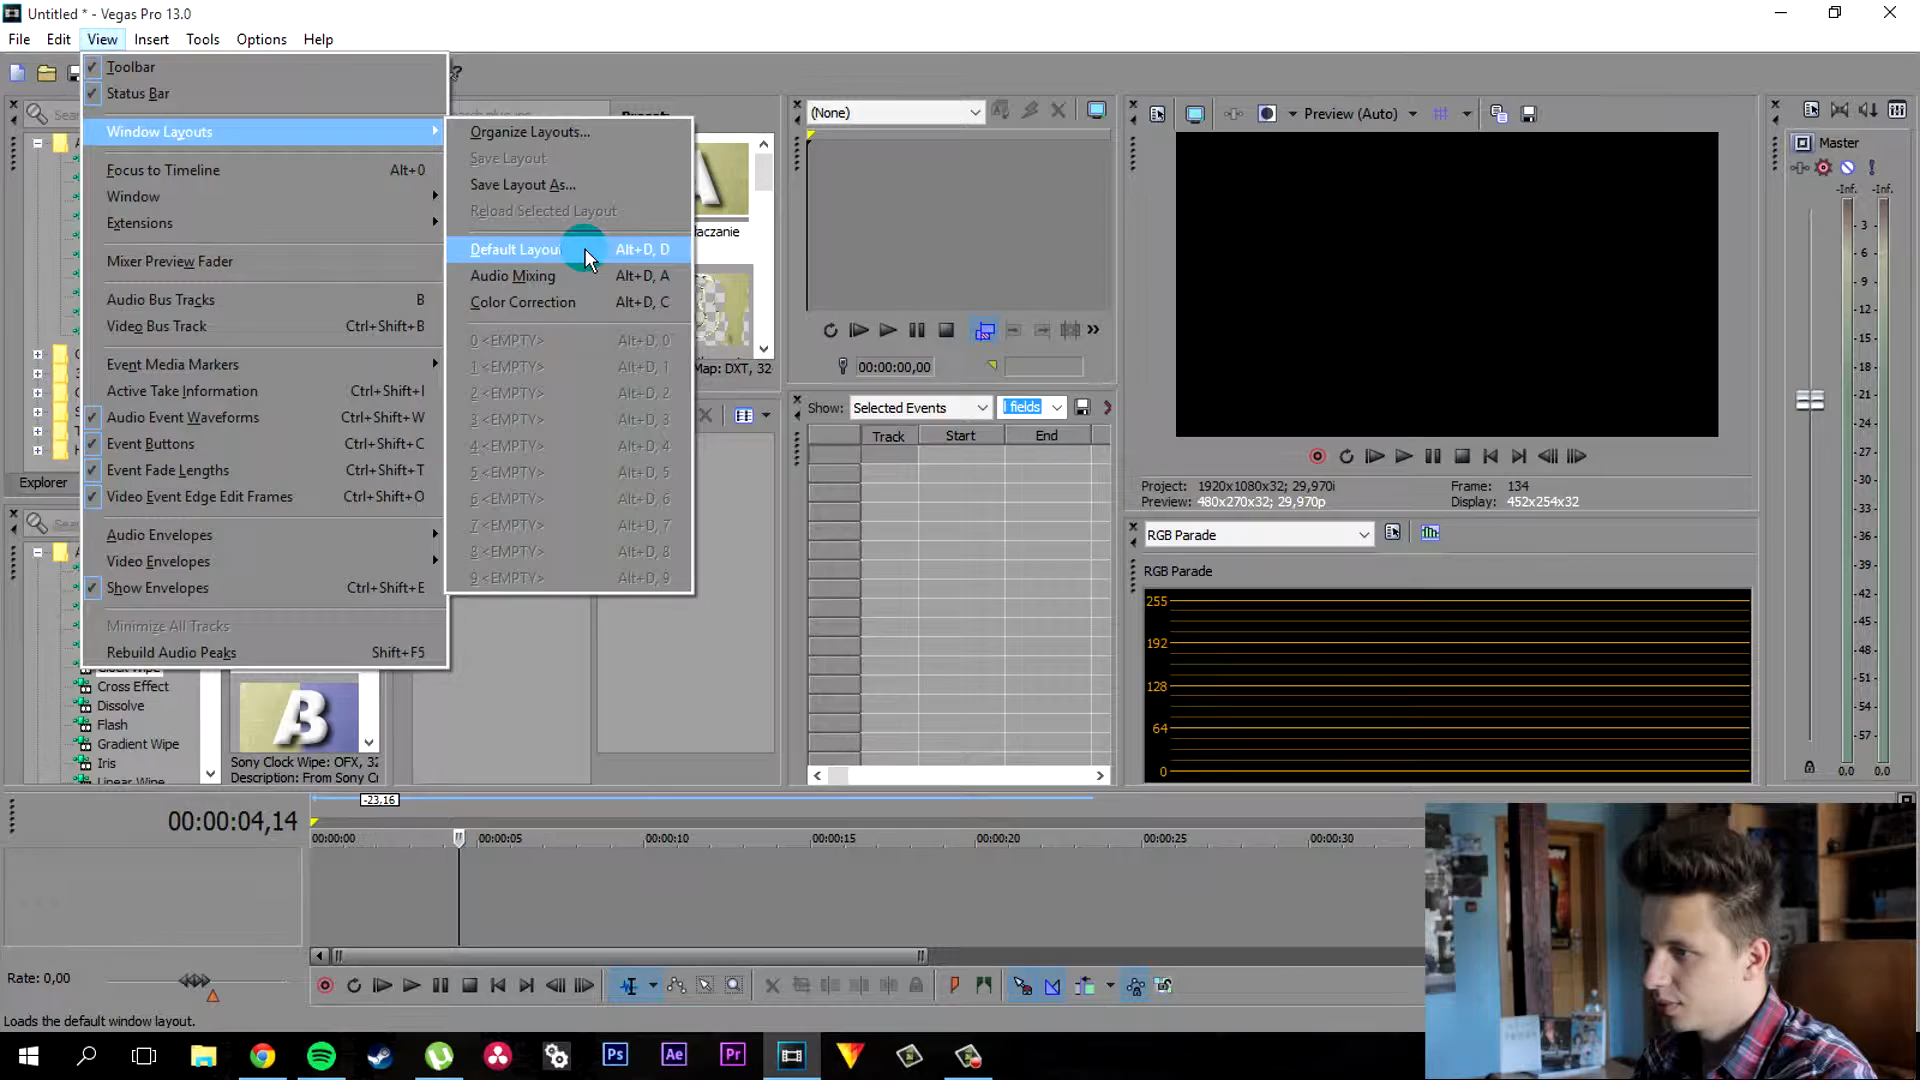 Untitled * - Vegas Pro 13.0
File Edit View Insert Tools Options Help
Toolbar
Status Bar
Window Layouts
Focus to Timeline Alt+0
Window
Extensions
Mixer Preview Fader
Audio Bus Tracks B
Video Bus Track Ctrl+Shift+B
Event Media Markers
Active Take Information Ctrl+Shift+I
Audio Event Waveforms Ctrl+Shift+W
Event Buttons Ctrl+Shift+C
Event Fade Lengths Ctrl+Shift+T
Video Event Edge Edit Frames Ctrl+Shift+O
Audio Envelopes
Video Envelopes
Show Envelopes Ctrl+Shift+E
Minimize All Tracks
Rebuild Audio Peaks Shift+F5
Organize Layouts...
Save Layout
Save Layout As...
Reload Selected Layout
Default Layou Alt+D, D
Audio Mixing Alt+D, A
Color Correction Alt+D, C
0 <EMPTY> Alt+D, 0
1 <EMPTY> Alt+D, 1
2 <EMPTY> Alt+D, 2
3 <EMPTY> Alt+D, 3
4 <EMPTY> Alt+D, 4
5 <EMPTY> Alt+D, 5
6 <EMPTY> Alt+D, 6
7 <EMPTY> Alt+D, 7
8 <EMPTY> Alt+D, 8
9 <EMPTY> Alt+D, 9
łaczanie
Map: DXT, 32
Explorer
Cross Effect
Dissolve
Flash
Gradient Wipe
Iris
Linear Wipe
B
Sony Clock Wipe: OFX, 32
Description: From Sony Cr
(None)
00:00:00,00
Show: Selected Events l fields
Track Start End
Preview (Auto)
Project: 1920x1080x32; 29,970i
Preview: 480x270x32; 29,970p
Frame: 134
Display: 452x254x32
RGB Parade
RGB Parade
255
192
128
64
0
Master
-Inf. -Inf.
- 3 -
- 6 -
- 9 -
-12-
-15-
-18-
-21-
-24-
-27-
-30-
-33-
-36-
-39-
-42-
-45-
-48-
-51-
-54-
-57-
0,0 0,0
-23,16
00:00:04,14
00:00:00 00:00:05 00:00:10 00:00:15 00:00:20 00:00:25 00:00:30
Rate: 0,00
Loads the default window layout.
Ps Ae Pr